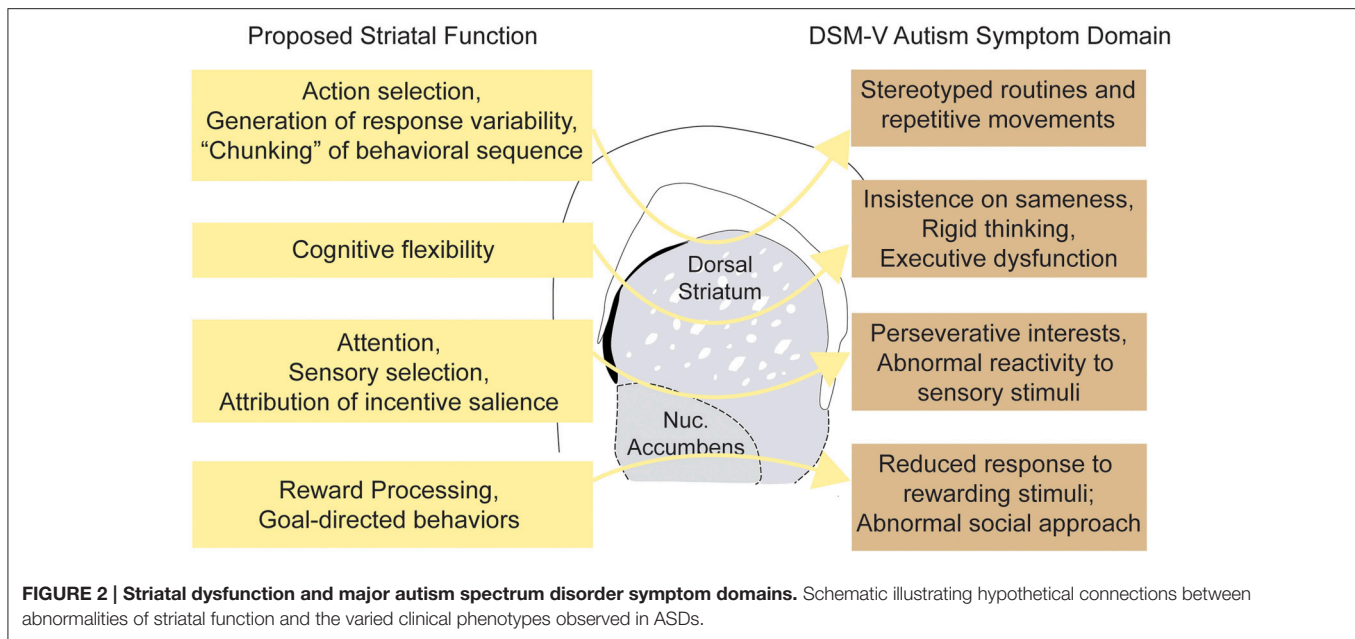 Proposed Striatal Function
DSM-V Autism Symptom Domain
Action selection,
Generation of response variability,
“Chunking” of behavioral sequence
Stereotyped routines and
repetitive movements
Cognitive flexibility
Insistence on sameness,
Rigid thinking,
Executive dysfunction
Dorsal
Striatum
Attention,
Sensory selection,
Attribution of incentive salience
Perseverative interests,
Abnormal reactivity to
sensory stimuli
Nuc.
Accumbens
Reward Processing,
Goal-directed behaviors
Reduced response to
rewarding stimuli;
Abnormal social approach
FIGURE 2 | Striatal dysfunction and major autism spectrum disorder symptom domains. Schematic illustrating hypothetical connections between
abnormalities of striatal function and the varied clinical phenotypes observed in ASDs.